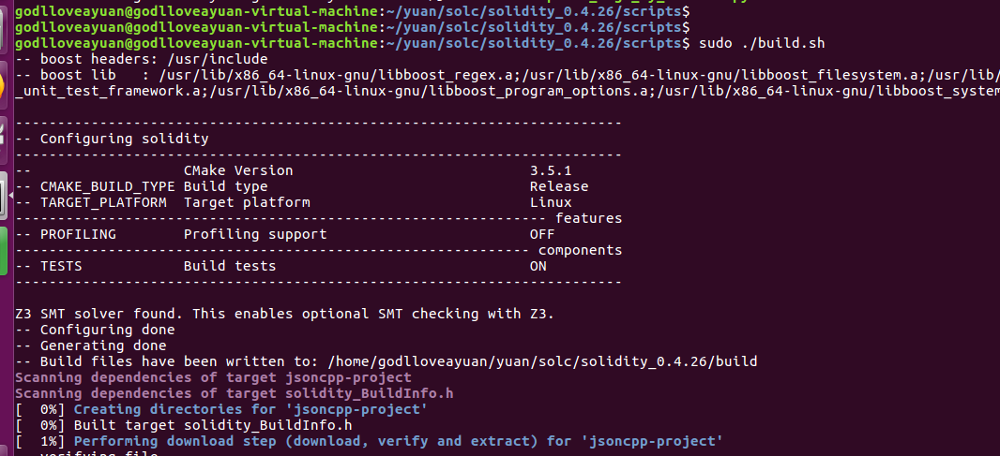 godlloveayuan@godlloveayuan-virtual-machine:~/yuan/solc/solidity_0.4.26/scripts$
godlloveayuan@godlloveayuan-virtual-machine:~/yuan/solc/solidity_0.4.26/scripts$
godlloveayuan@godlloveayuan-virtual-machine:~/yuan/solc/solidity_0.4.26/scripts$ sudo ./build.sh
-- boost headers: /usr/include
-- boost lib   : /usr/lib/x86_64-linux-gnu/libboost_regex.a;/usr/lib/x86_64-linux-gnu/libboost_filesystem.a;/usr/lib/
_unit_test_framework.a;/usr/lib/x86_64-linux-gnu/libboost_program_options.a;/usr/lib/x86_64-linux-gnu/libboost_system
------------------------------------------------------------------------
-- Configuring solidity
------------------------------------------------------------------------
--                  CMake Version                            3.5.1
-- CMAKE_BUILD_TYPE Build type                               Release
-- TARGET_PLATFORM  Target platform                          Linux
--------------------------------------------------------------- features
-- PROFILING        Profiling support                        OFF
------------------------------------------------------------- components
-- TESTS            Build tests                              ON
------------------------------------------------------------------------
Z3 SMT solver found. This enables optional SMT checking with Z3.
-- Configuring done
-- Generating done
-- Build files have been written to: /home/godlloveayuan/yuan/solc/solidity_0.4.26/build
Scanning dependencies of target jsoncpp-project
Scanning dependencies of target solidity_BuildInfo.h
[  0%] Creating directories for 'jsoncpp-project'
[  0%] Built target solidity_BuildInfo.h
[  1%] Performing download step (download, verify and extract) for 'jsoncpp-project'
verifying file